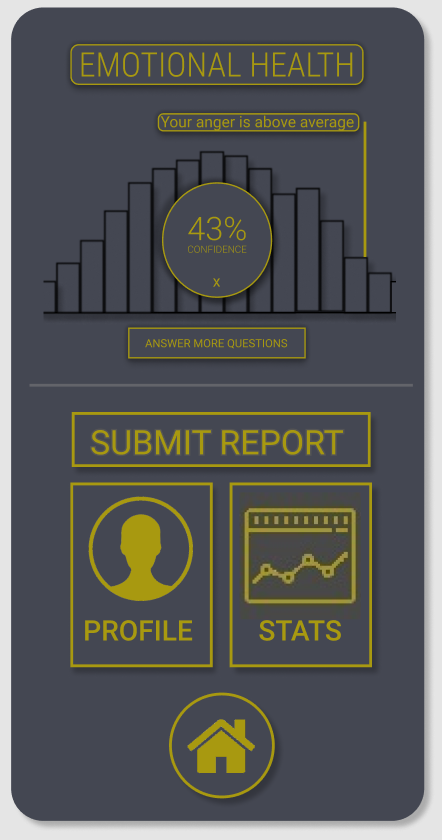 EMOTIONAL HEALTH
Your anger is above average
43%
CONFIDENCE
x
ANSWER MORE QUESTIONS
SUBMIT REPORT
PROFILE
STATS